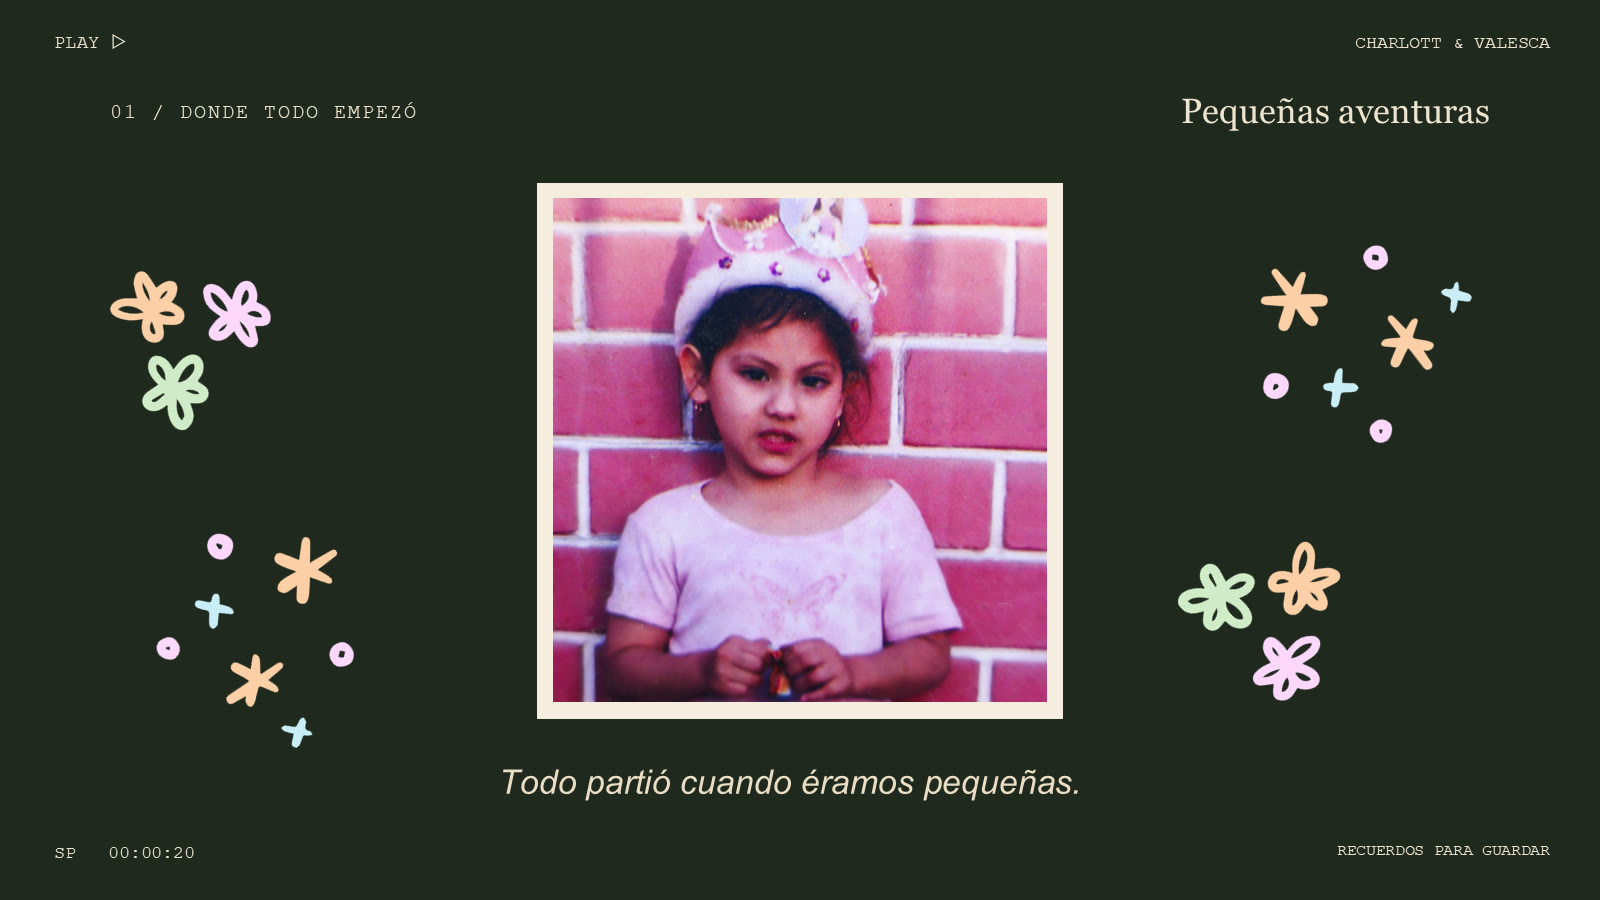 PLAY ▷
CHARLOTT & VALESCA
01 / DONDE TODO EMPEZÓ
Pequeñas aventuras
Todo partió cuando éramos pequeñas.
SP 00:00:20
RECUERDOS PARA GUARDAR